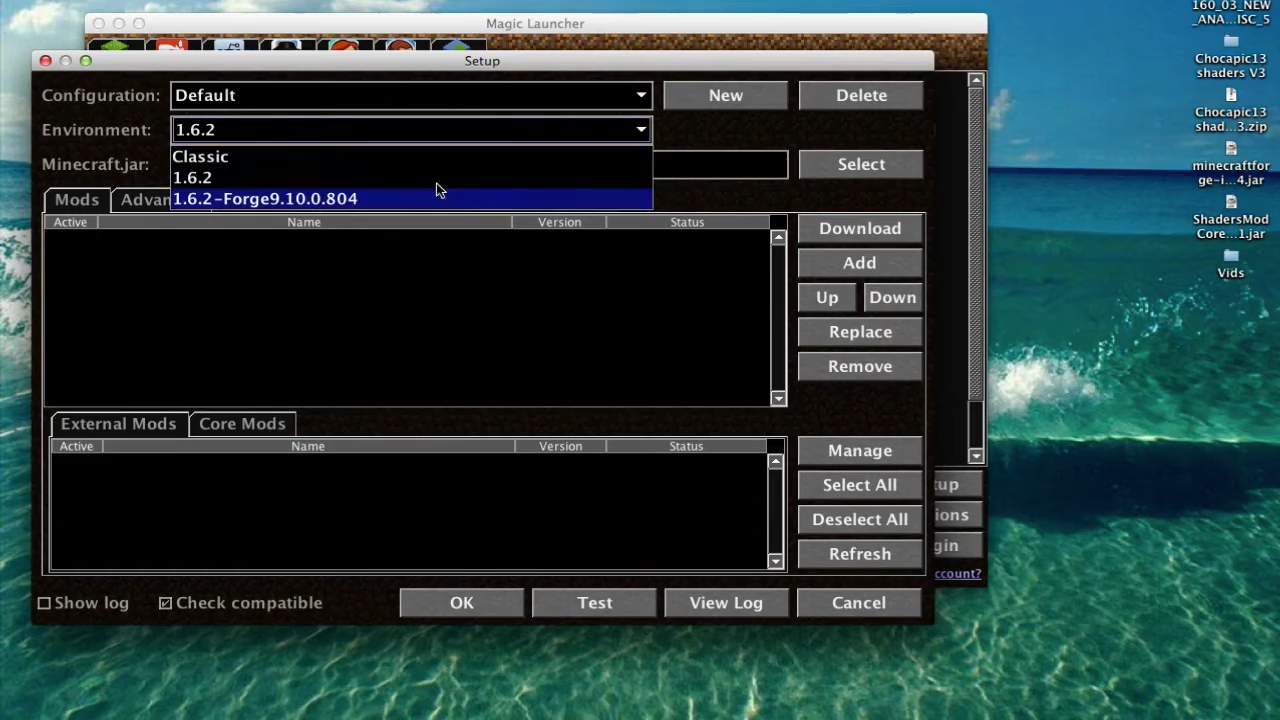 Magic Launcher
Setup
Configuration:
Default
New
Delete
Environment:
1.6.2
Classic
1.6.2
1.6.2-Forge9.10.0.804
Minecraft.jar:
Select
Mods
Advan
Active
Name
Version
Status
Download
Add
Up
Down
Replace
Remove
External Mods
Core Mods
Active
Name
Version
Status
Manage
Select All
Deselect All
Refresh
Show log
Check compatible
OK
Test
View Log
Cancel
tup
ions
gin
ccount?
160_03_NEW
_ANA...ISC_5
Chocapic13
shaders V3
Chocapic13
shad...3.zip
minecraftfor
ge-i...4.jar
ShadersMod
Core...1.jar
Vids